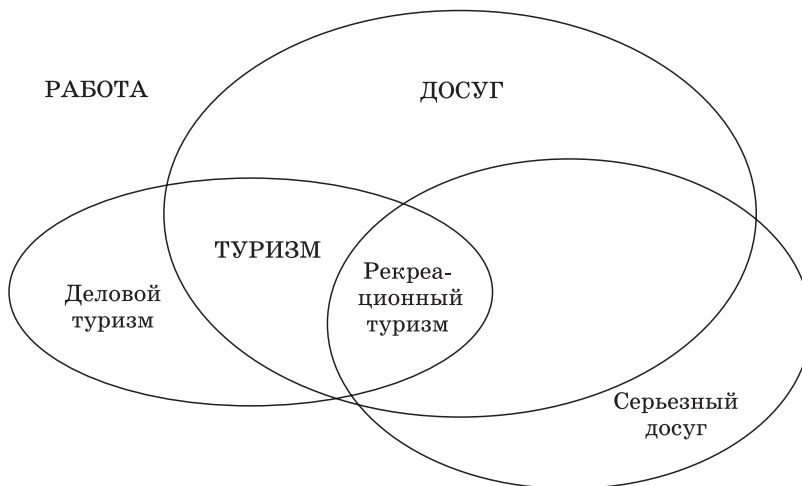 РАБОТА
ДОСУГ
ТУРИЗМ
Деловой
туризм
Рекреа-
ционный
туризм
Серьезный
досуг